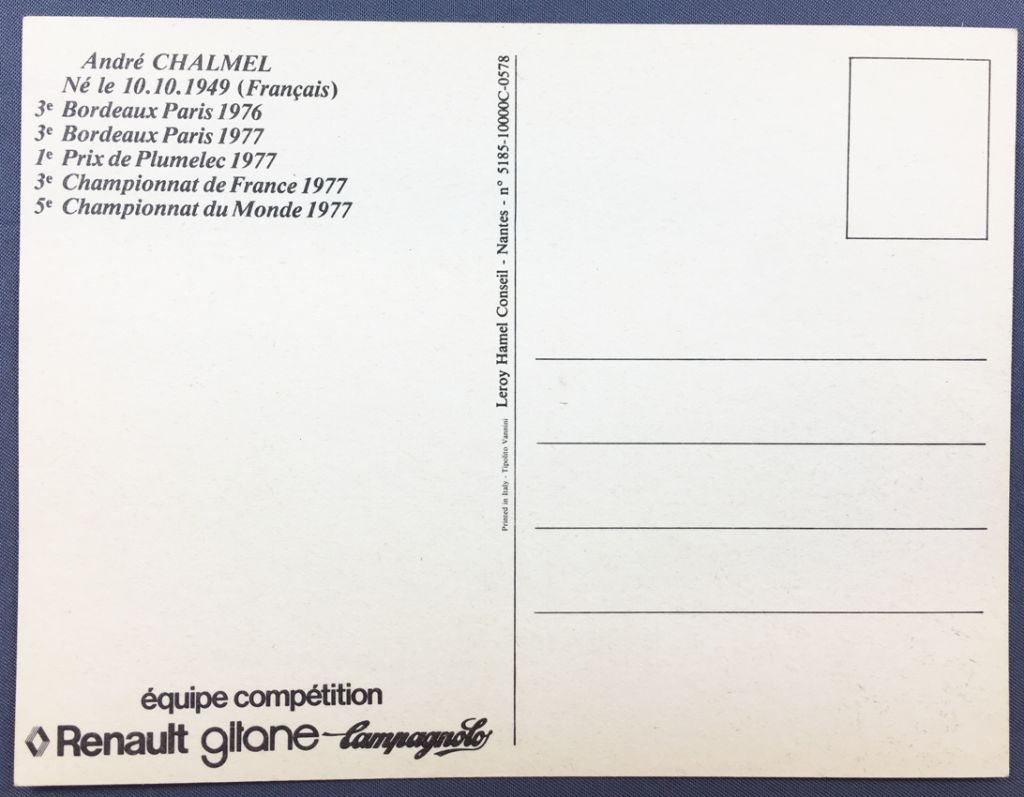 André CHALMEL
Né le 10.10.1949 (Français)
3e Bordeaux Paris 1976
3e Bordeaux Paris 1977
1e Prix de Plumelec 1977
3e Championnat de France 1977
5e Championnat du Monde 1977
Printed in Italy - Tipolito Vannini Leroy Hamel Conseil - Nantes - n° 5185-10000C-0578
équipe compétition
Renault gitane campagnolo